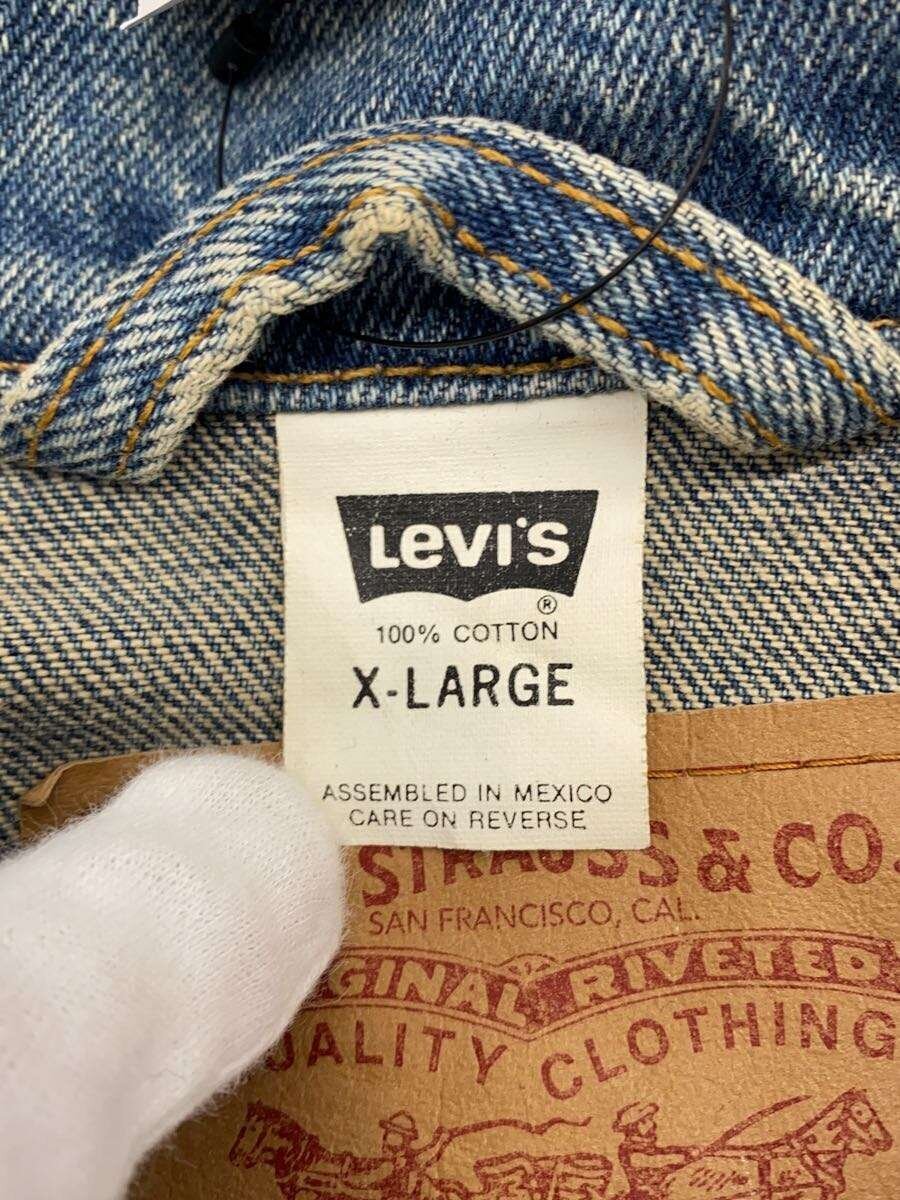 Levi's
®
100% COTTON
X-LARGE
ASSEMBLED IN MEXICO
CARE ON REVERSE
STRAUSS & CO.
SAN FRANCISCO, CAL.
GINAL RIVETED
UALITY CLOTHING